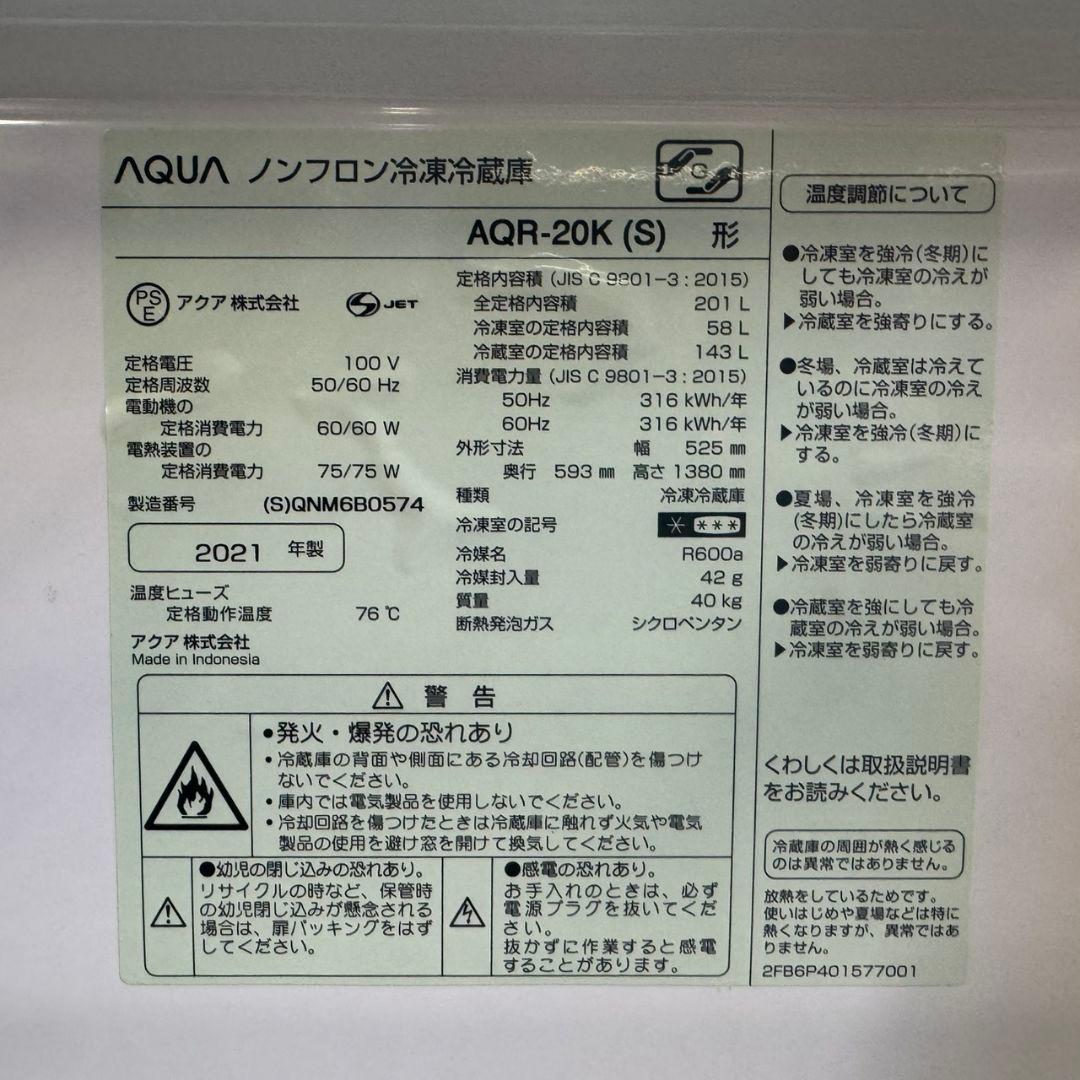 AQUA ノンフロン冷凍冷蔵庫
G
AQR-20K (S) 形
PS
E
アクア 株式会社
S JET
定格電圧 100 V
定格周波数 50/60 Hz
電動機の
定格消費電力 60/60 W
電熱装置の
定格消費電力 75/75 W
製造番号 (S)QNM6B0574
2021 年製
温度ヒューズ
定格動作温度 76 ℃
アクア 株式会社
Made in Indonesia
定格内容積 (JIS C 9801-3 : 2015)
全定格内容積 201 L
冷凍室の定格内容積 58 L
冷蔵室の定格内容積 143 L
消費電力量 (JIS C 9801-3 : 2015)
50Hz 316 kWh/年
60Hz 316 kWh/年
外形寸法 幅 525 ㎜
奥行 593 ㎜ 高さ 1380 ㎜
種類 冷凍冷蔵庫
冷凍室の記号 * ***
冷媒名 R600a
冷媒封入量 42 g
質量 40 kg
断熱発泡ガス シクロペンタン
⚠ 警 告
●発火・爆発の恐れあり
・冷蔵庫の背面や側面にある冷却回路(配管)を傷つけ
ないでください。
・庫内では電気製品を使用しないでください。
・冷却回路を傷つけたときは冷蔵庫に触れず火気や電気
製品の使用を避け窓を開けて換気してください。
●幼児の閉じ込みの恐れあり。
リサイクルの時など、保管時
の幼児閉じ込みが懸念される
場合は、扉パッキングをはず
してください。
●感電の恐れあり。
お手入れのときは、必ず
電源プラグを抜いてくだ
さい。
抜かずに作業すると感電
することがあります。
温度調節について
●冷凍室を強冷(冬期)に
しても冷凍室の冷えが
弱い場合。
▶冷蔵室を強寄りにする。
●冬場、冷蔵室は冷えて
いるのに冷凍室の冷え
が弱い場合。
▶冷凍室を強冷(冬期)に
する。
●夏場、冷凍室を強冷
(冬期)にしたら冷蔵室
の冷えが弱い場合。
▶冷凍室を弱寄りに戻す。
●冷蔵室を強にしても冷
蔵室の冷えが弱い場合。
▶冷凍室を弱寄りに戻す。
くわしくは取扱説明書
をお読みください。
冷蔵庫の周囲が熱く感じる
のは異常ではありません。
放熱をしているためです。
使いはじめや夏場などは特に
熱くなりますが、異常ではあ
りません。
2FB6P401577001